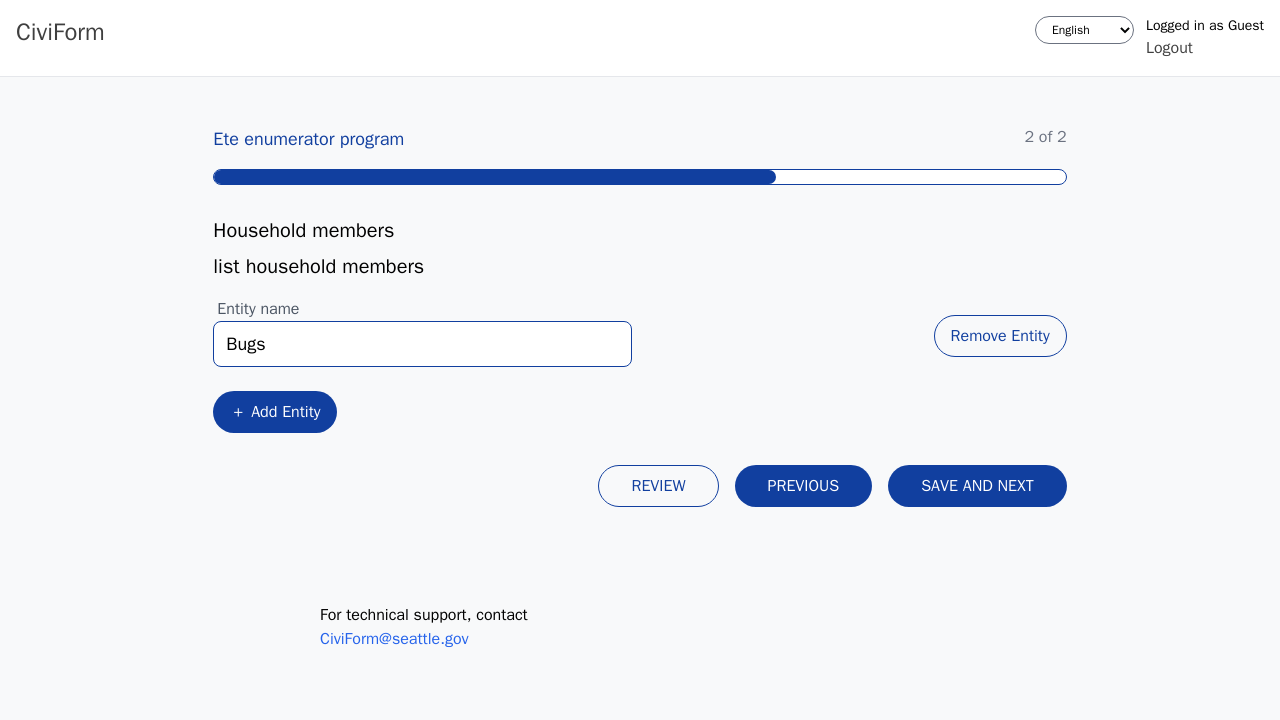 CiviForm
English
Logged in as Guest
Logout
Ete enumerator program
2 of 2
Household members
list household members
Entity name
Bugs
Remove Entity
+ Add Entity
REVIEW
PREVIOUS
SAVE AND NEXT
For technical support, contact
CiviForm@seattle.gov